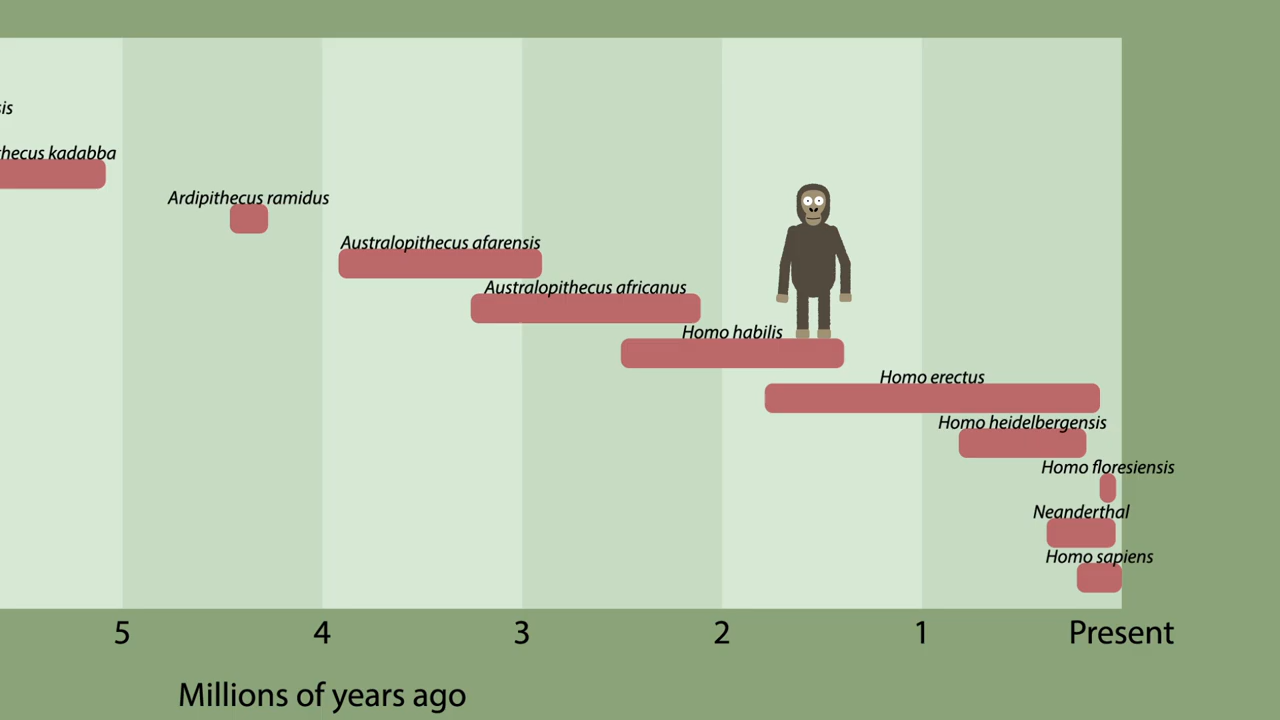 kadabba
Ardipithecus ramidus
Australopithecus afarensis
Australopithecus africanus
Homo habilis
Homo erectus
Homo heidelbergensis
Homo floresiensis
Neanderthal
Homo sapiens
5 4 3 2 1 Present
Millions of years ago